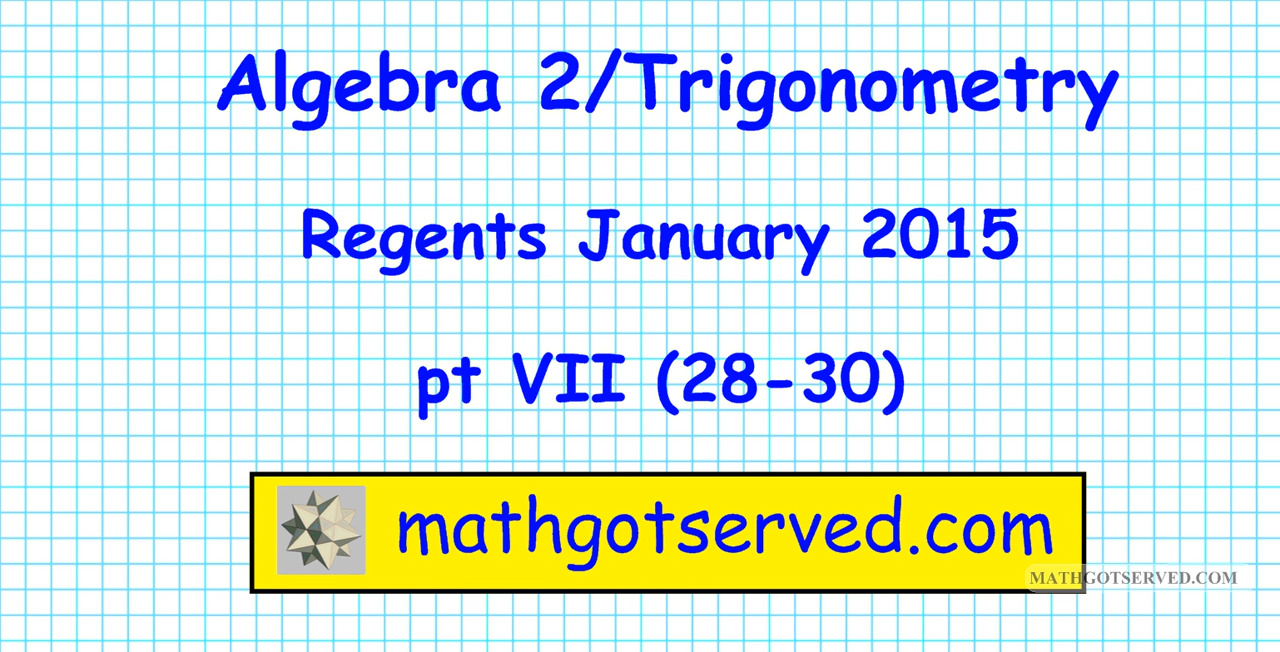 Algebra 2/Trigonometry
Regents January 2015
pt VII (28-30)
mathgotserved.com
MATHGOTSERVED.COM